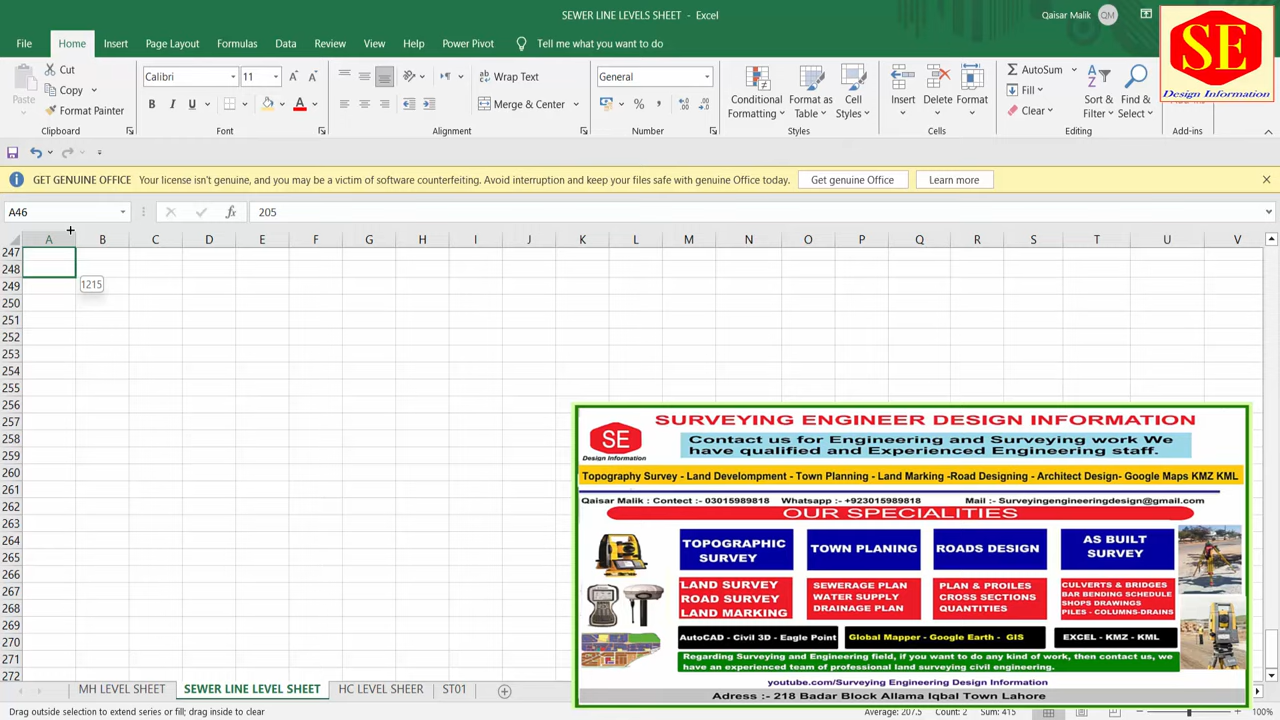 SEWER LINE LEVELS SHEET - Excel
Qaisar Malik QM
File Home Insert Page Layout Formulas Data Review View Help Power Pivot Tell me what you want to do
SE
Design Information
Paste
Cut
Copy
Format Painter
Clipboard
Calibri 11
B I U
Font
Wrap Text
Merge & Center
Alignment
General
Number
Conditional Formatting
Format as Table
Cell Styles
Styles
Insert Delete Format
Cells
AutoSum
Fill
Clear
Sort & Filter
Find & Select
Editing
Add-ins
GET GENUINE OFFICE Your license isn't genuine, and you may be a victim of software counterfeiting. Avoid interruption and keep your files safe with genuine Office today. Get genuine Office Learn more
A46 fx 205
A B C D E F G H I J K L M N O P Q R S T U V
247
248
249
1215
250
251
252
253
254
255
256
257
258
259
260
261
262
263
264
265
266
267
268
269
270
271
SURVEYING ENGINEER DESIGN INFORMATION
SE
Design Information
Contact us for Engineering and Surveying work We
have qualified and Experienced Engineering staff.
Topography Survey - Land Develompment - Town Planning - Land Marking -Road Designing - Architect Design- Google Maps KMZ KML
Qaisar Malik : Contect :- 03015989818 Whatsapp :- +923015989818 Mail :- Surveyingengineeringdesign@gmail.com
OUR SPECIALITIES
TOPOGRAPHIC SURVEY
TOWN PLANING
ROADS DESIGN
AS BUILT SURVEY
LAND SURVEY
ROAD SURVEY
LAND MARKING
SEWERAGE PLAN
WATER SUPPLY
DRAINAGE PLAN
PLAN & PROILES
CROSS SECTIONS
QUANTITIES
CULVERTS & BRIDGES
BAR BENDING SCHEDULE
SHOPS DRAWINGS
PILES - COLUMNS-DRAINS
AutoCAD - Civil 3D - Eagle Point
Global Mapper - Google Earth - GIS
EXCEL - KMZ - KML
Regarding Surveying and Engineering field, if you want to do any kind of work, then contact us, we
have an experienced team of professional land surveying civil engineering.
youtube.com/Surveying Engineering Design Information
Adress :- 218 Badar Block Allama Iqbal Town Lahore
MH LEVEL SHEET SEWER LINE LEVEL SHEET HC LEVEL SHEER ST01
Drag outside selection to extend series or fill; drag inside to clear Average: 207.5 Count: 2 Sum: 415 100%